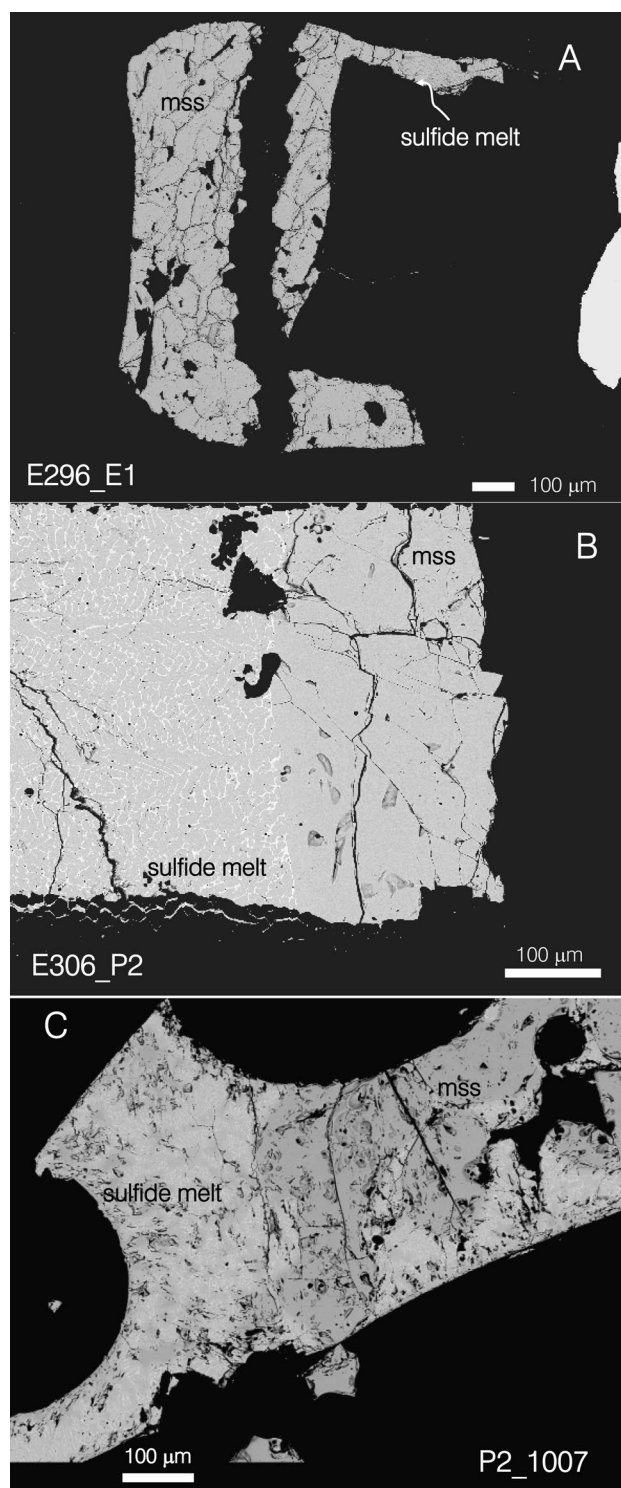 A
mss
sulfide melt
E296_E1
100 μm
B
mss
sulfide melt
100 μm
E306_P2
C
mss
sulfide melt
100 μm
P2_1007